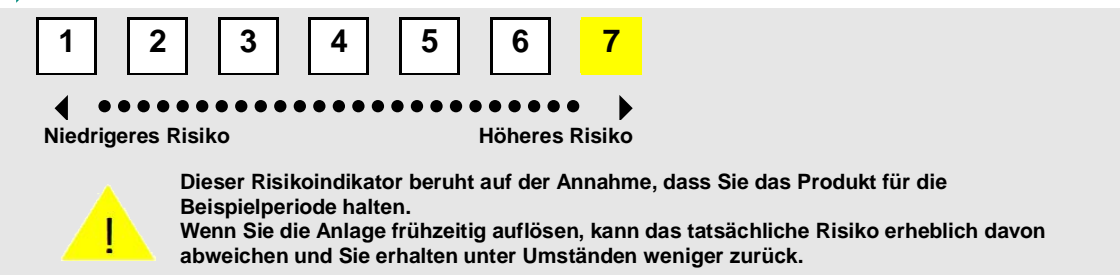 1 2 3 4 5 6 7
Niedrigeres Risiko Höheres Risiko
Dieser Risikoindikator beruht auf der Annahme, dass Sie das Produkt für die
Beispielperiode halten.
Wenn Sie die Anlage frühzeitig auflösen, kann das tatsächliche Risiko erheblich davon
abweichen und Sie erhalten unter Umständen weniger zurück.
!